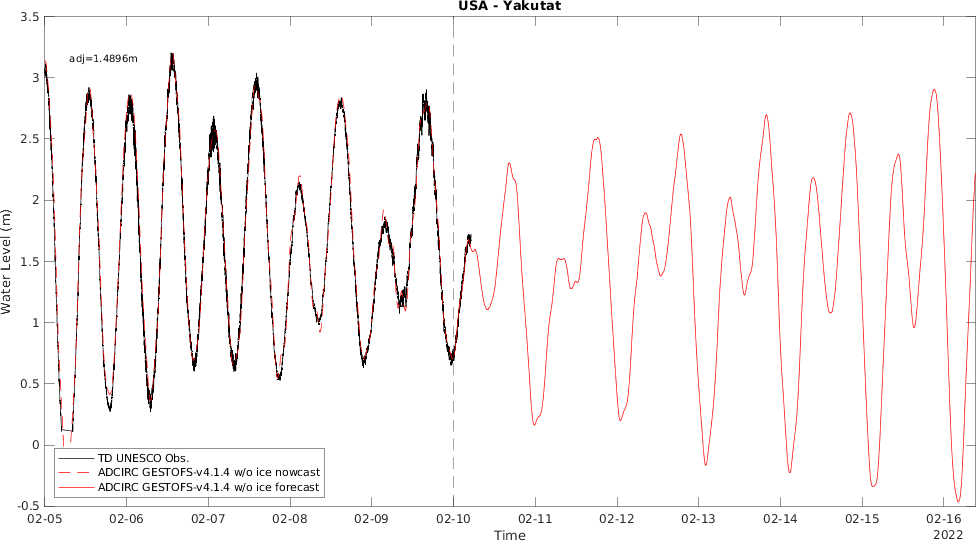 USA - Yakutat
adj=1.4896m
3.5
3
2.5
2
1.5
1
0.5
0
-0.5
Water Level (m)
TD UNESCO Obs.
ADCIRC GESTOFS-v4.1.4 w/o ice nowcast
ADCIRC GESTOFS-v4.1.4 w/o ice forecast
02-05 02-06 02-07 02-08 02-09 02-10 02-11 02-12 02-13 02-14 02-15 02-16
Time
2022